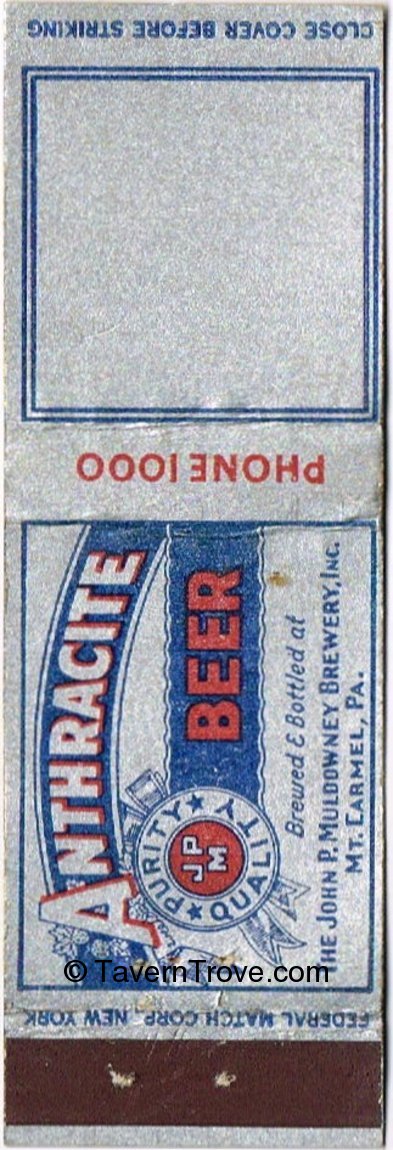 CLOSE COVER BEFORE STRIKING
PHONE 1000
ANTHRACITE
BEER
PURITY
JPM
QUALITY
Brewed & Bottled at
THE JOHN P. MULDOWNEY BREWERY, INC.
MT. CARMEL, PA.
© TavernTrove.com
FEDERAL MATCH CORP. NEW YORK